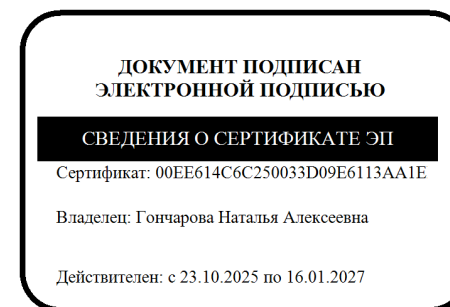 ДОКУМЕНТ ПОДПИСАН
ЭЛЕКТРОННОЙ ПОДПИСЬЮ
СВЕДЕНИЯ О СЕРТИФИКАТЕ ЭП
Сертификат: 00EE614C6C250033D09E6113AA1E
Владелец: Гончарова Наталья Алексеевна
Действителен: с 23.10.2025 по 16.01.2027